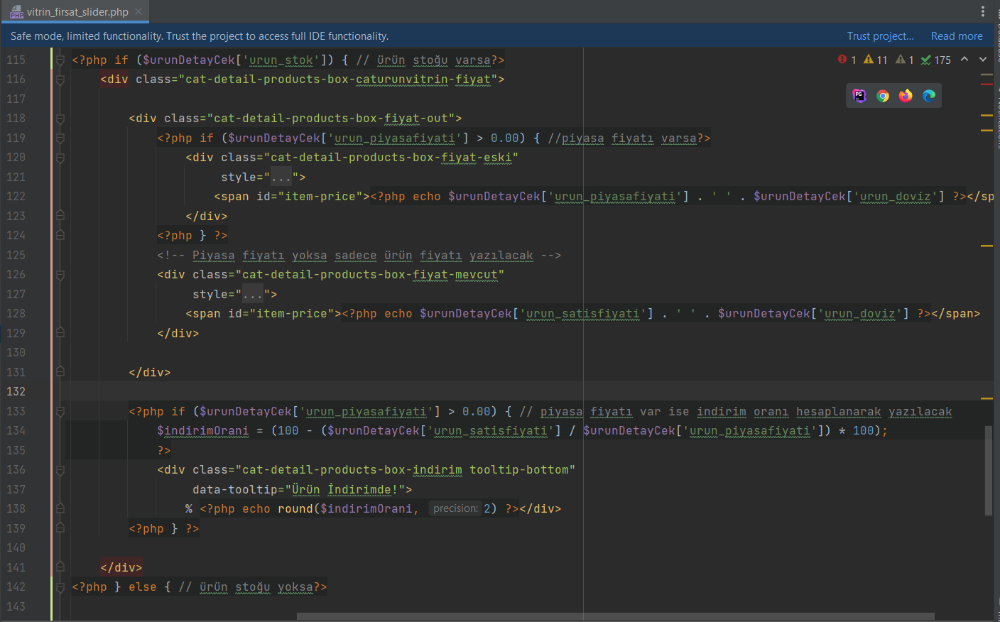 vitrin_firsat_slider.php
Safe mode, limited functionality. Trust the project to access full IDE functionality. Trust project... Read more
1 11 1 175
115 <?php if ($urunDetayCek['urun_stok']) { // ürün stoğu varsa?>
116 <div class="cat-detail-products-box-caturunvitrin-fiyat">
117
118 <div class="cat-detail-products-box-fiyat-out">
119 <?php if ($urunDetayCek['urun_piyasafiyati'] > 0.00) { //piyasa fiyatı varsa?>
120 <div class="cat-detail-products-box-fiyat-eski"
121 style="...">
122 <span id="item-price"><?php echo $urunDetayCek['urun_piyasafiyati'] . ' ' . $urunDetayCek['urun_doviz'] ?></sp
123 </div>
124 <?php } ?>
125 <!-- Piyasa fiyatı yoksa sadece ürün fiyatı yazılacak -->
126 <div class="cat-detail-products-box-fiyat-mevcut"
127 style="...">
128 <span id="item-price"><?php echo $urunDetayCek['urun_satisfiyati'] . ' ' . $urunDetayCek['urun_doviz'] ?></span>
129 </div>
130
131 </div>
132
133 <?php if ($urunDetayCek['urun_piyasafiyati'] > 0.00) { // piyasa fiyatı var ise indirim oranı hesaplanarak yazılacak
134 $indirimOrani = (100 - ($urunDetayCek['urun_satisfiyati'] / $urunDetayCek['urun_piyasafiyati']) * 100);
135 ?>
136 <div class="cat-detail-products-box-indirim tooltip-bottom"
137 data-tooltip="Ürün İndirimde!">
138 % <?php echo round($indirimOrani, precision: 2) ?></div>
139 <?php } ?>
140
141 </div>
142 <?php } else { // ürün stoğu yoksa?>
143